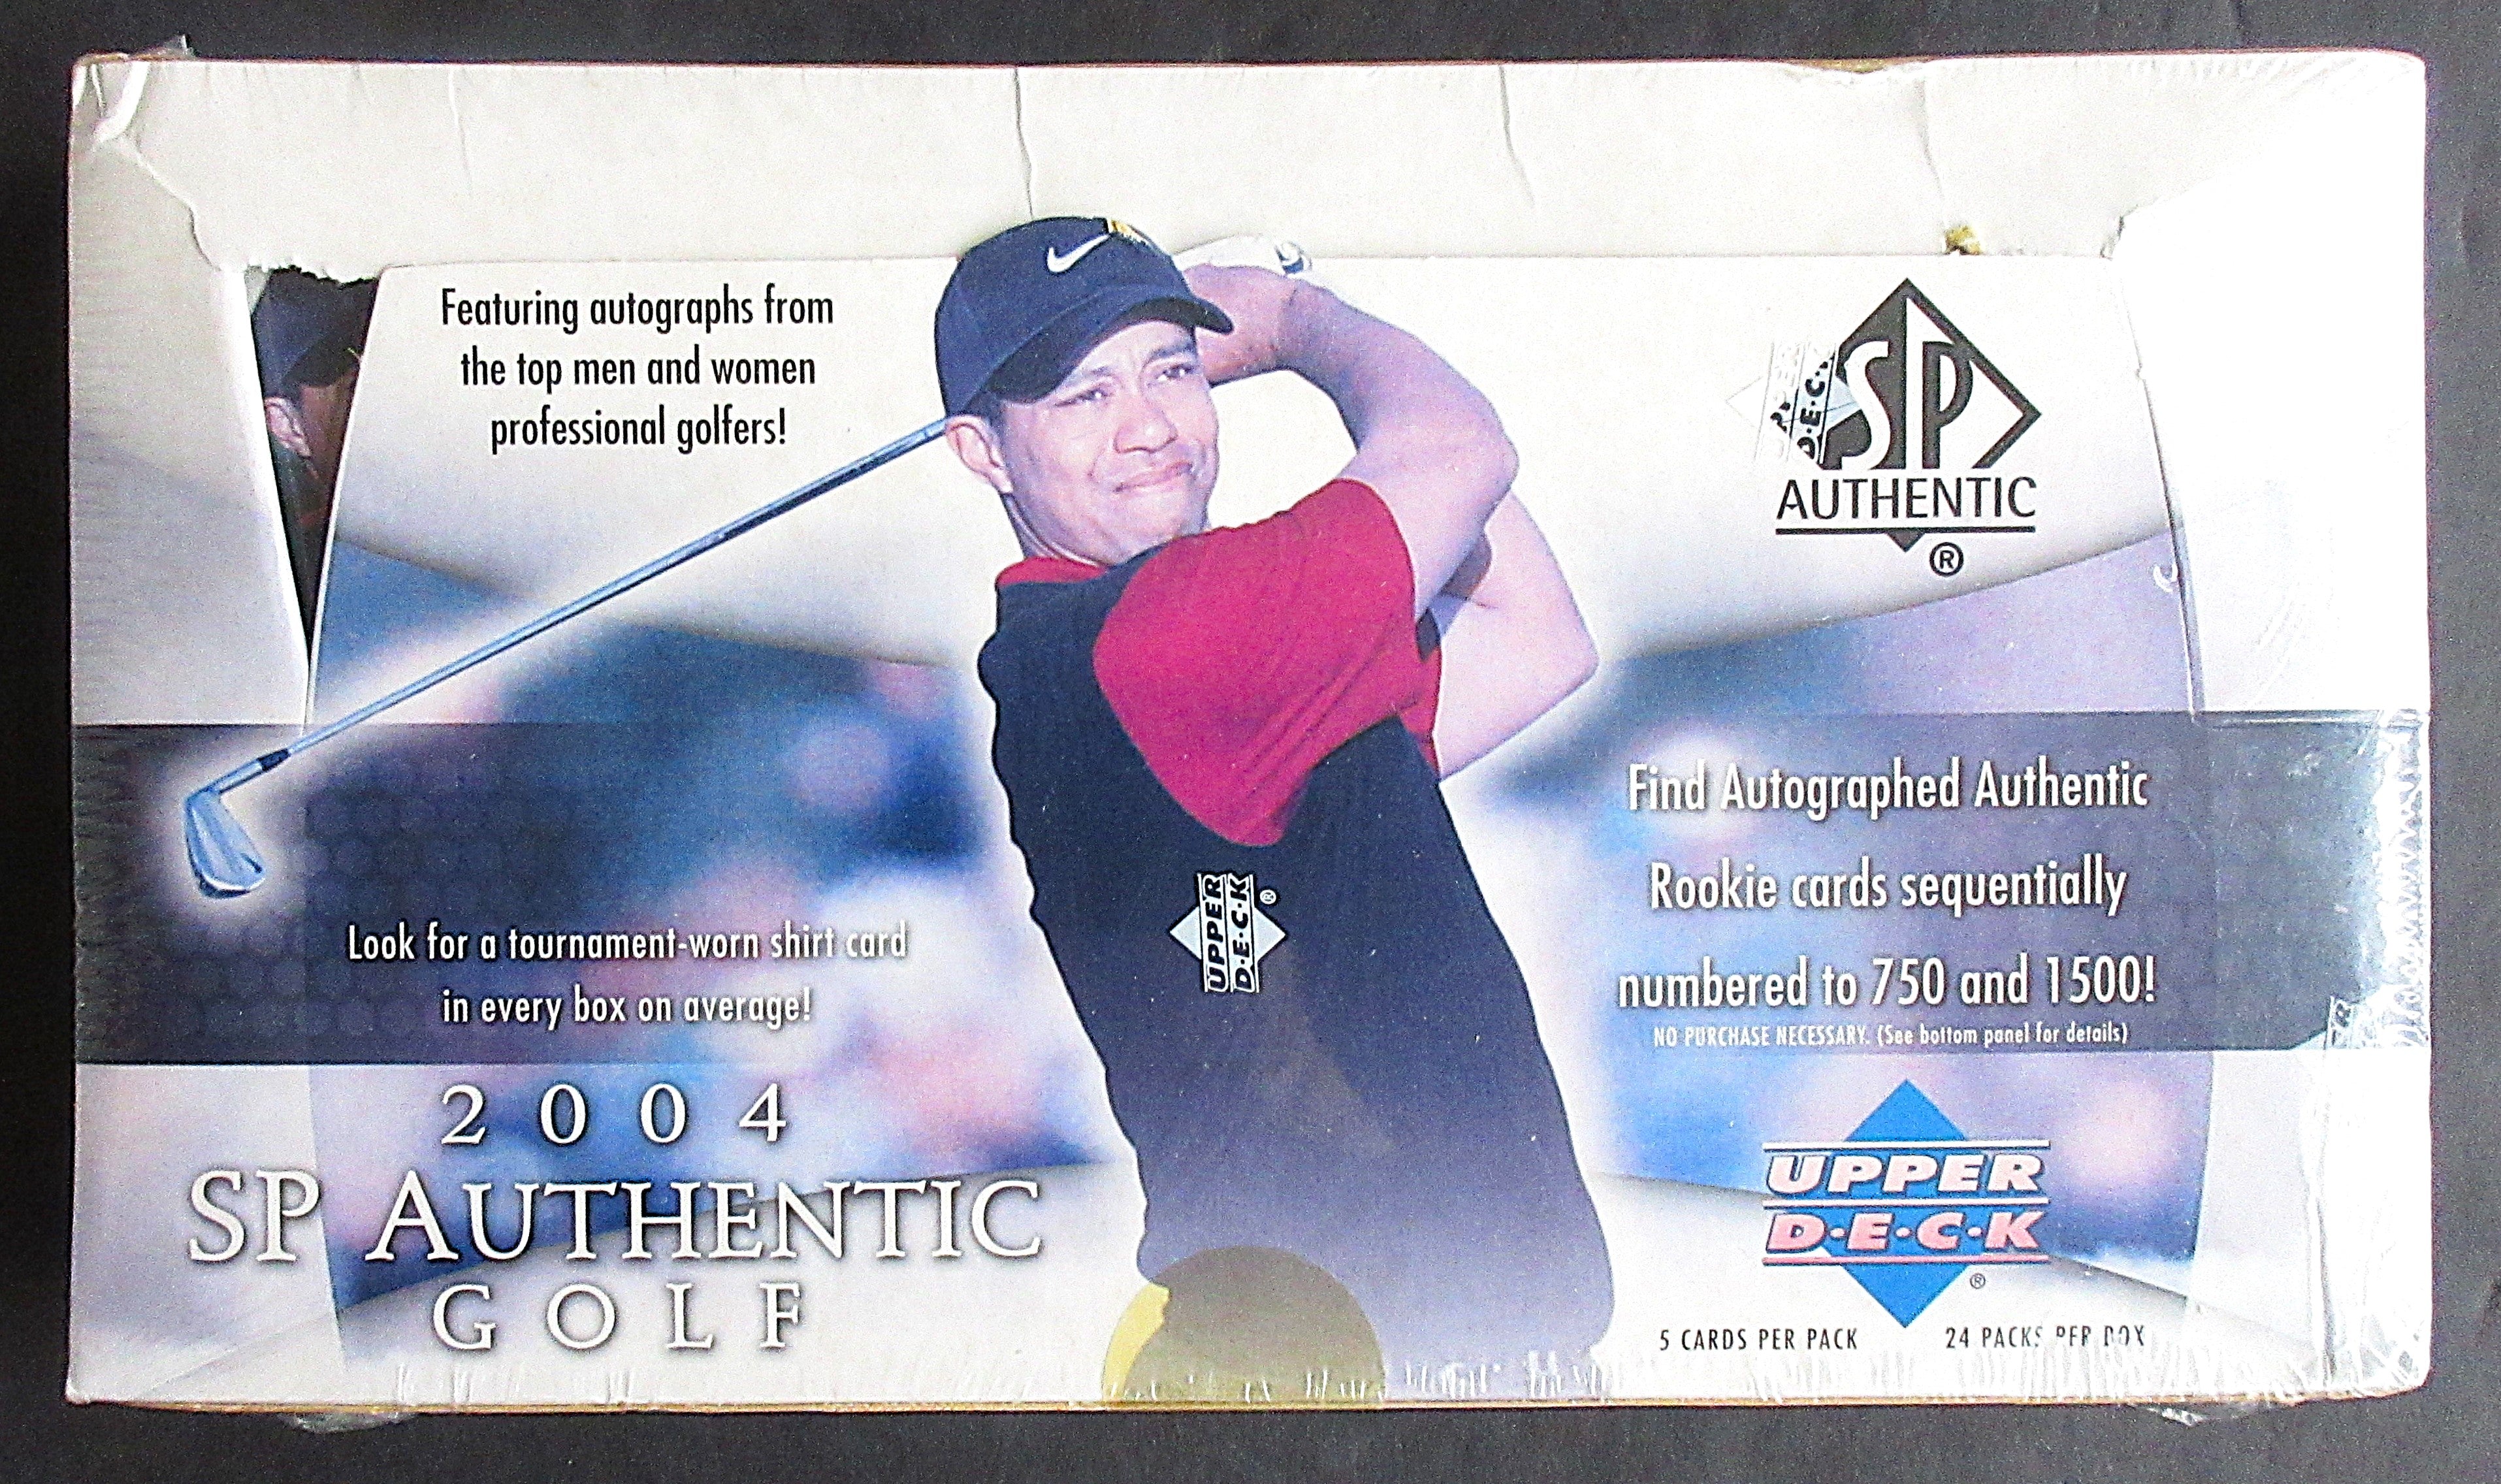 Featuring autographs from
the top men and women
professional golfers!
SP
AUTHENTIC
®
Find Autographed Authentic
Rookie cards sequentially
numbered to 750 and 1500!
NO PURCHASE NECESSARY. (See bottom panel for details)
UPPER
D·E·C·K
®
Look for a tournament-worn shirt card
in every box on average!
2004
SP AUTHENTIC
GOLF
UPPER
D·E·C·K
®
5 CARDS PER PACK 24 PACKS PER BOX